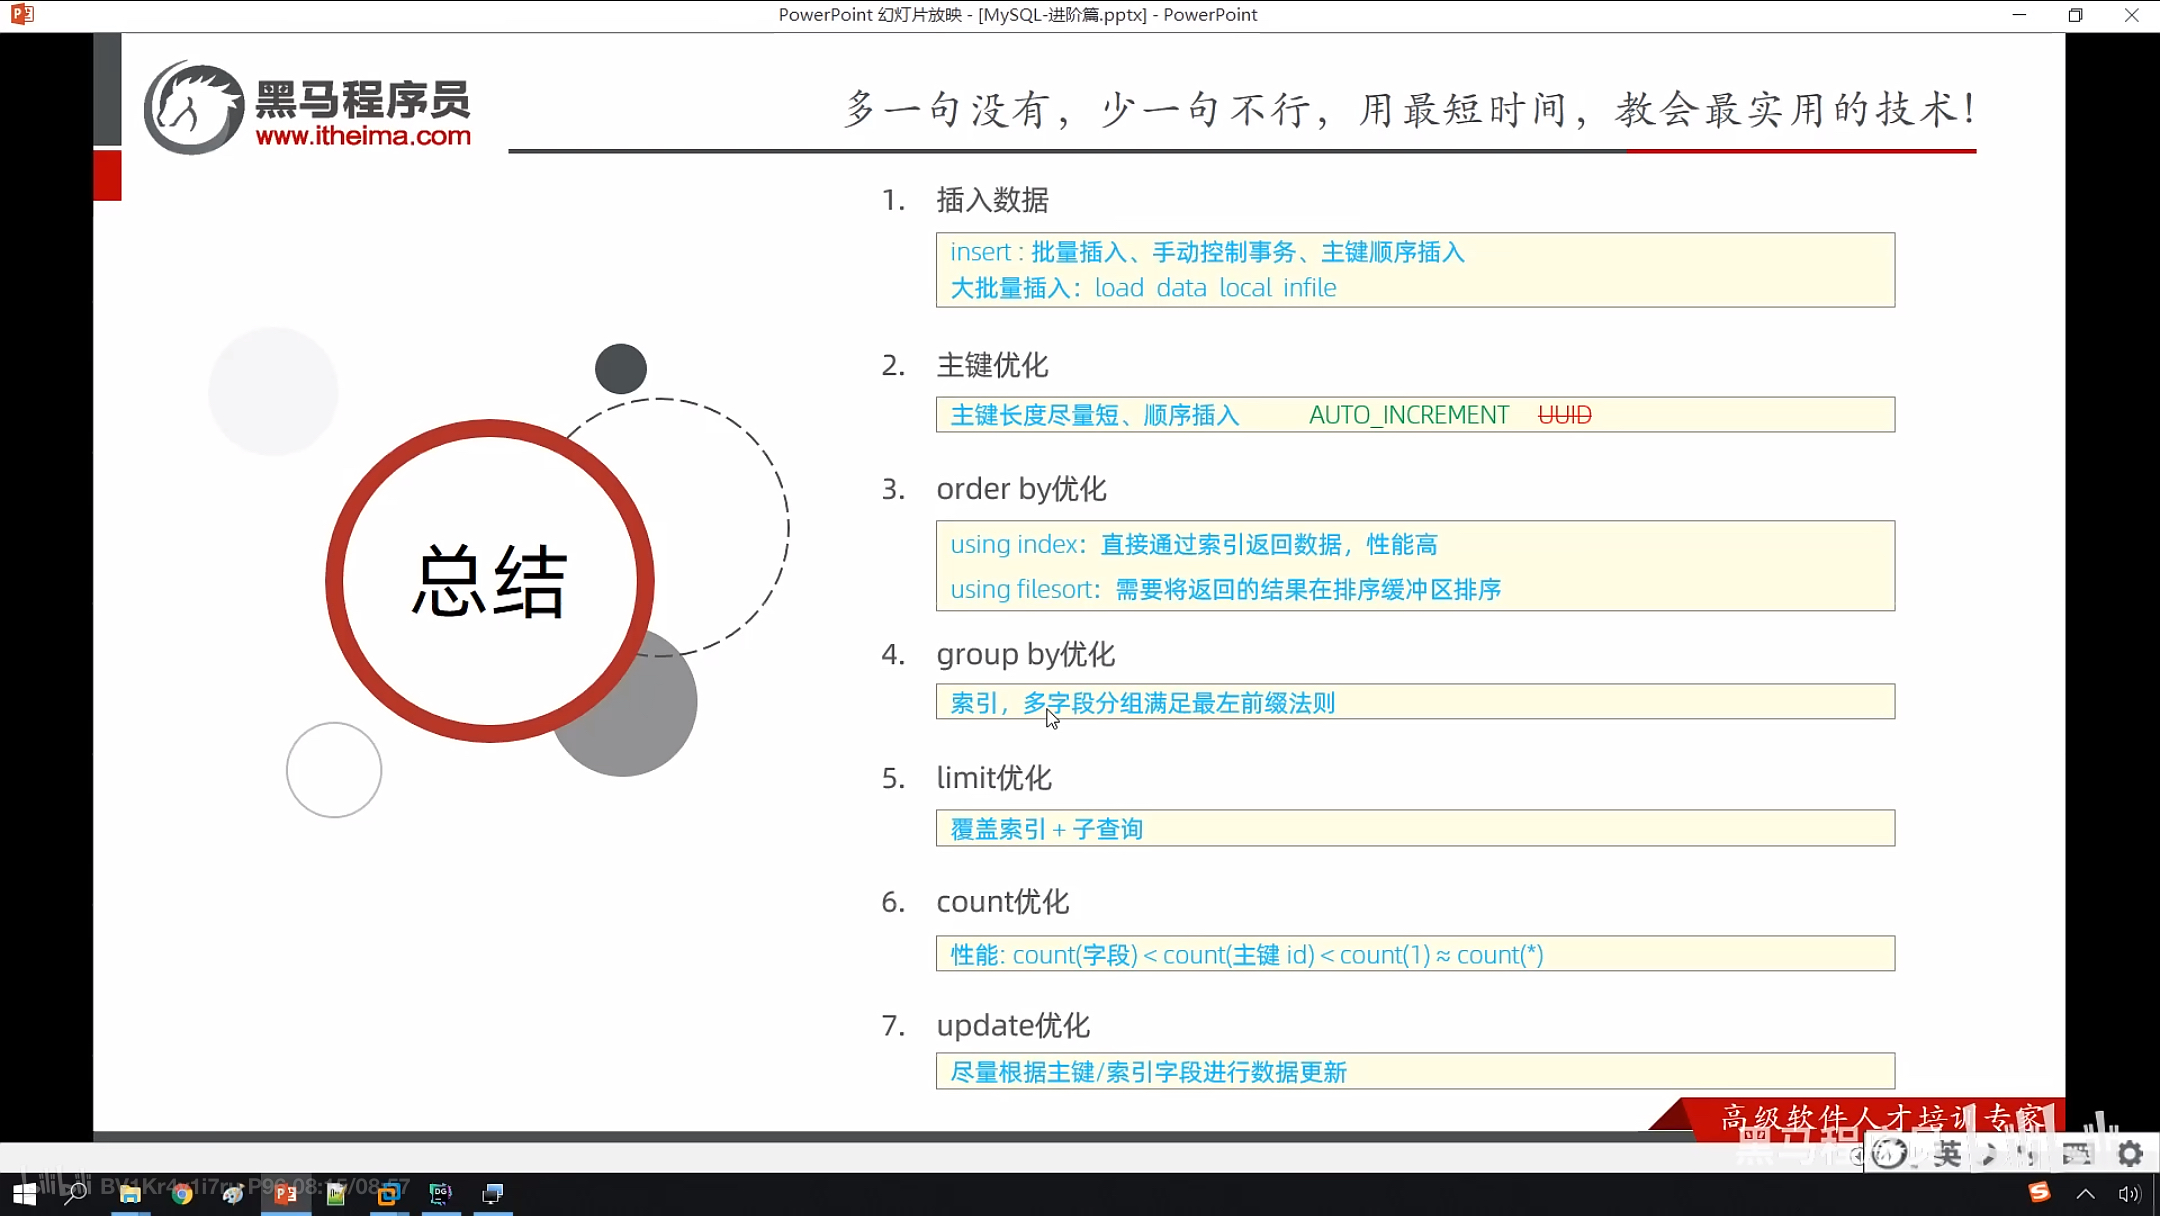 PowerPoint 幻灯片放映 - [MySQL-进阶篇.pptx] - PowerPoint
黑马程序员
www.itheima.com
多一句没有，少一句不行，用最短时间，教会最实用的技术！
总结
1. 插入数据
insert : 批量插入、手动控制事务、主键顺序插入
大批量插入：load data local infile
2. 主键优化
主键长度尽量短、顺序插入 AUTO_INCREMENT UUID
3. order by优化
using index：直接通过索引返回数据，性能高
using filesort：需要将返回的结果在排序缓冲区排序
4. group by优化
索引，多字段分组满足最左前缀法则
5. limit优化
覆盖索引 + 子查询
6. count优化
性能: count(字段) < count(主键 id) < count(1) ≈ count(*)
7. update优化
尽量根据主键/索引字段进行数据更新
高级软件人才培训专家
英
P96 08:15/08:57